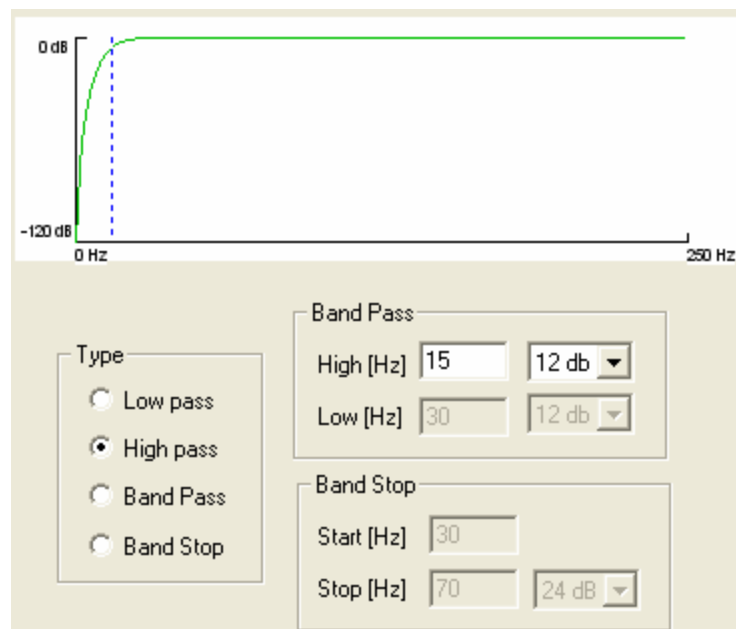 0 dB
-120 dB
0 Hz
250 Hz
Type
Low pass
High pass
Band Pass
Band Stop
Band Pass
High [Hz] 15 12 db
Low [Hz] 30 12 db
Band Stop
Start [Hz] 30
Stop [Hz] 70 24 dB